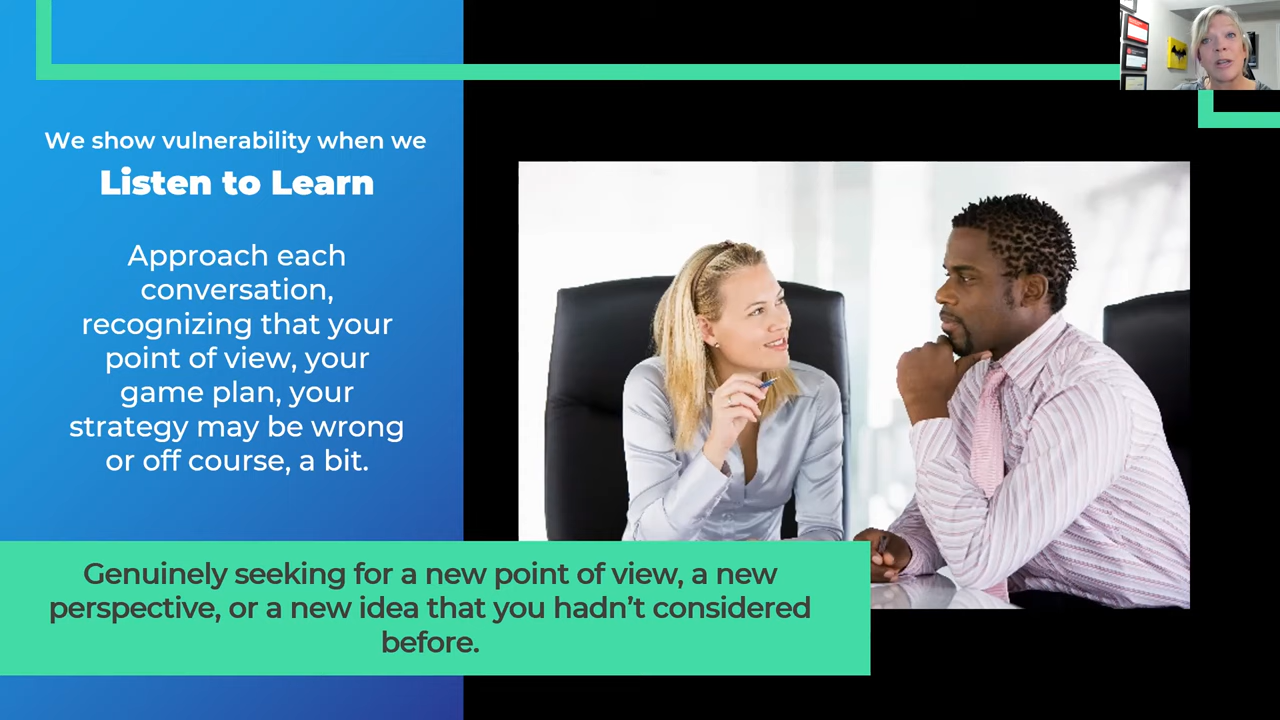 We show vulnerability when we
Listen to Learn
Approach each
conversation,
recognizing that your
point of view, your
game plan, your
strategy may be wrong
or off course, a bit.
Genuinely seeking for a new point of view, a new
perspective, or a new idea that you hadn’t considered
before.